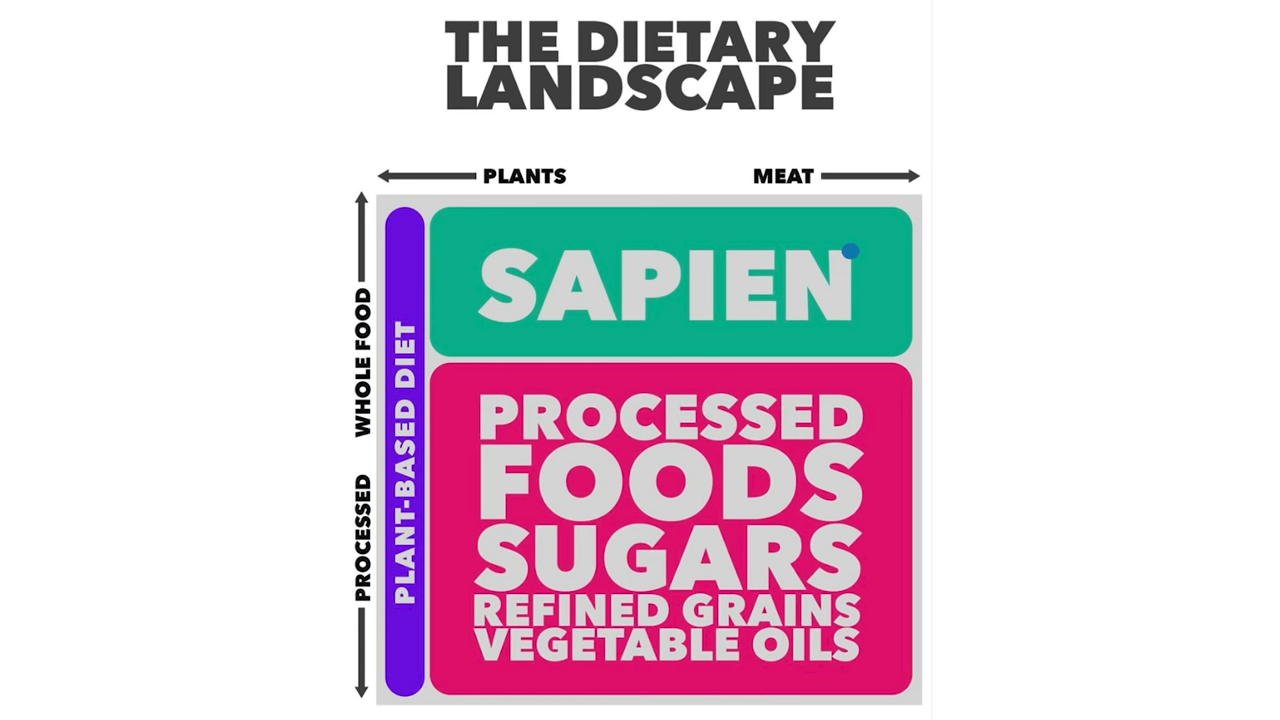 THE DIETARY
LANDSCAPE
PLANTS
MEAT
WHOLE FOOD
PROCESSED
PLANT-BASED DIET
SAPIEN
PROCESSED
FOODS
SUGARS
REFINED GRAINS
VEGETABLE OILS